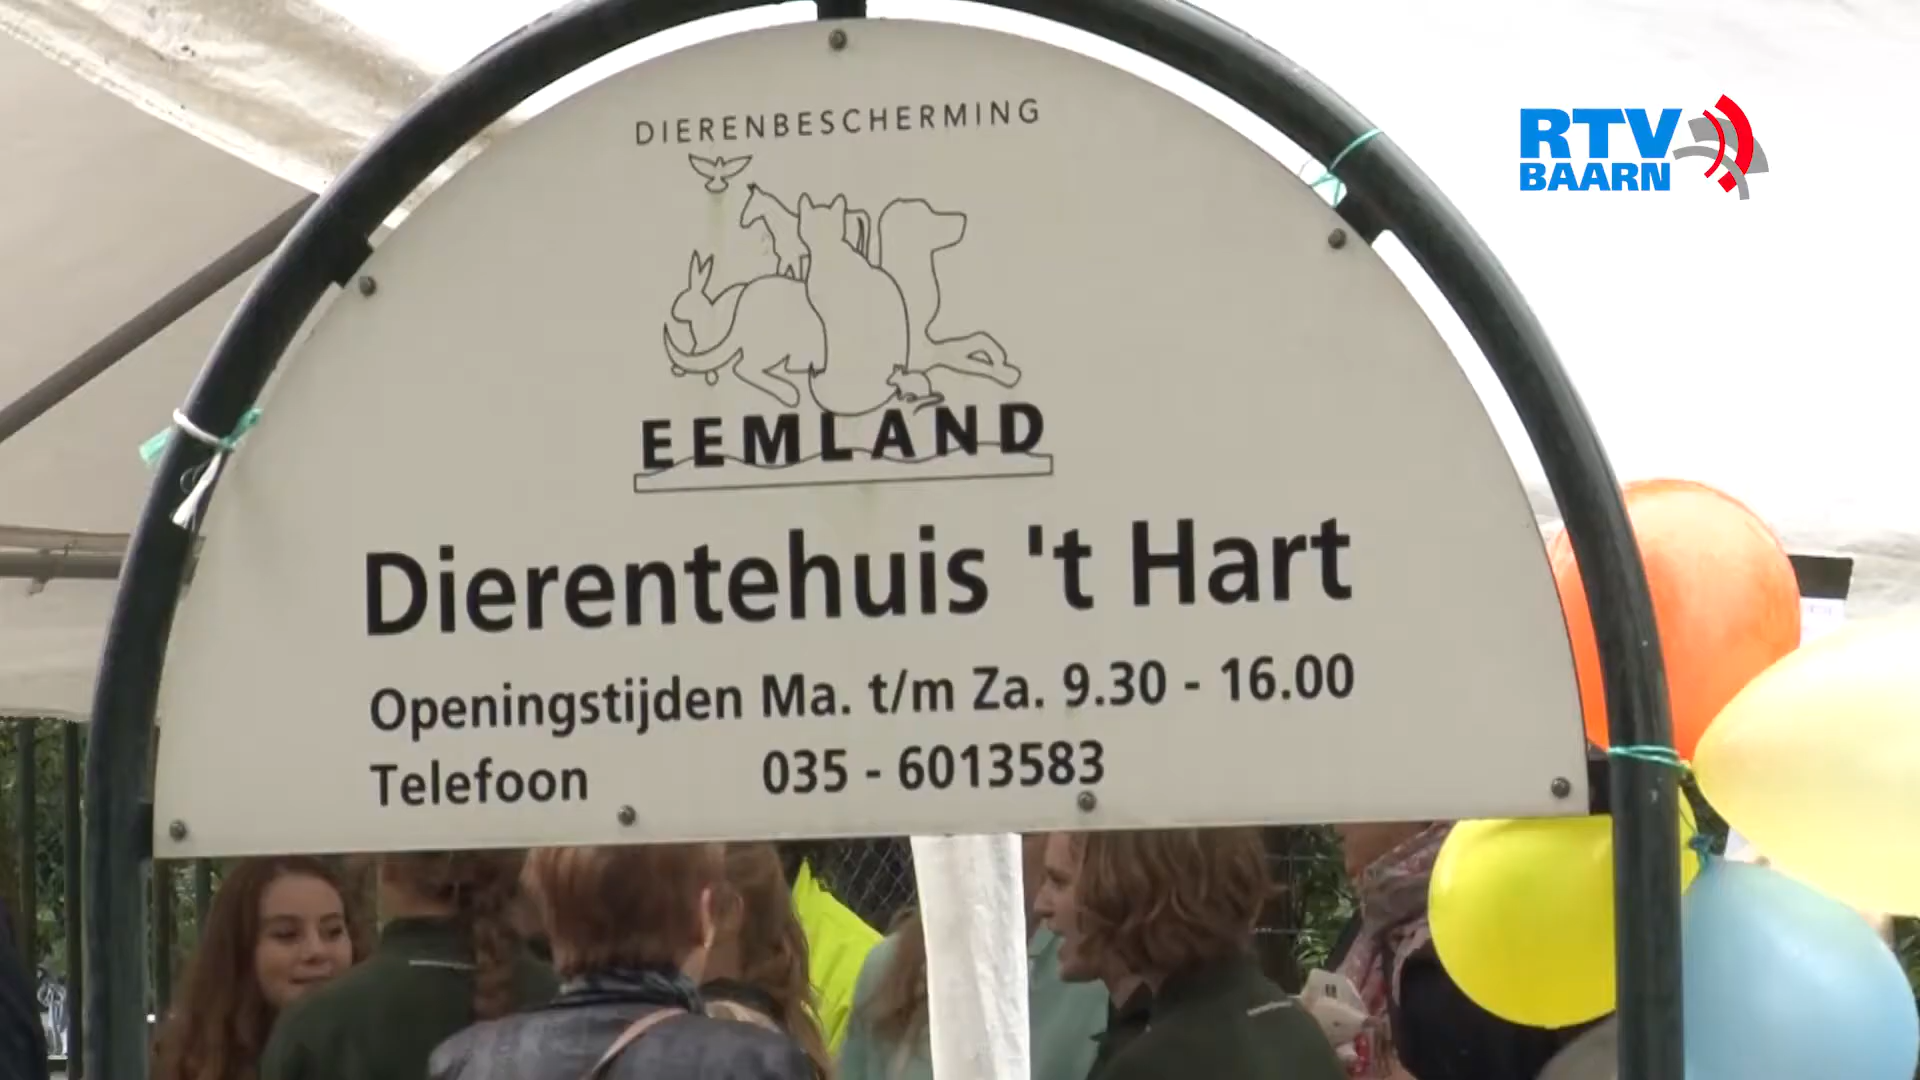 DIERENBESCHERMING
EEMLAND
Dierentehuis 't Hart
Openingstijden Ma. t/m Za. 9.30 - 16.00
Telefoon 035 - 6013583
RTV
BAARN